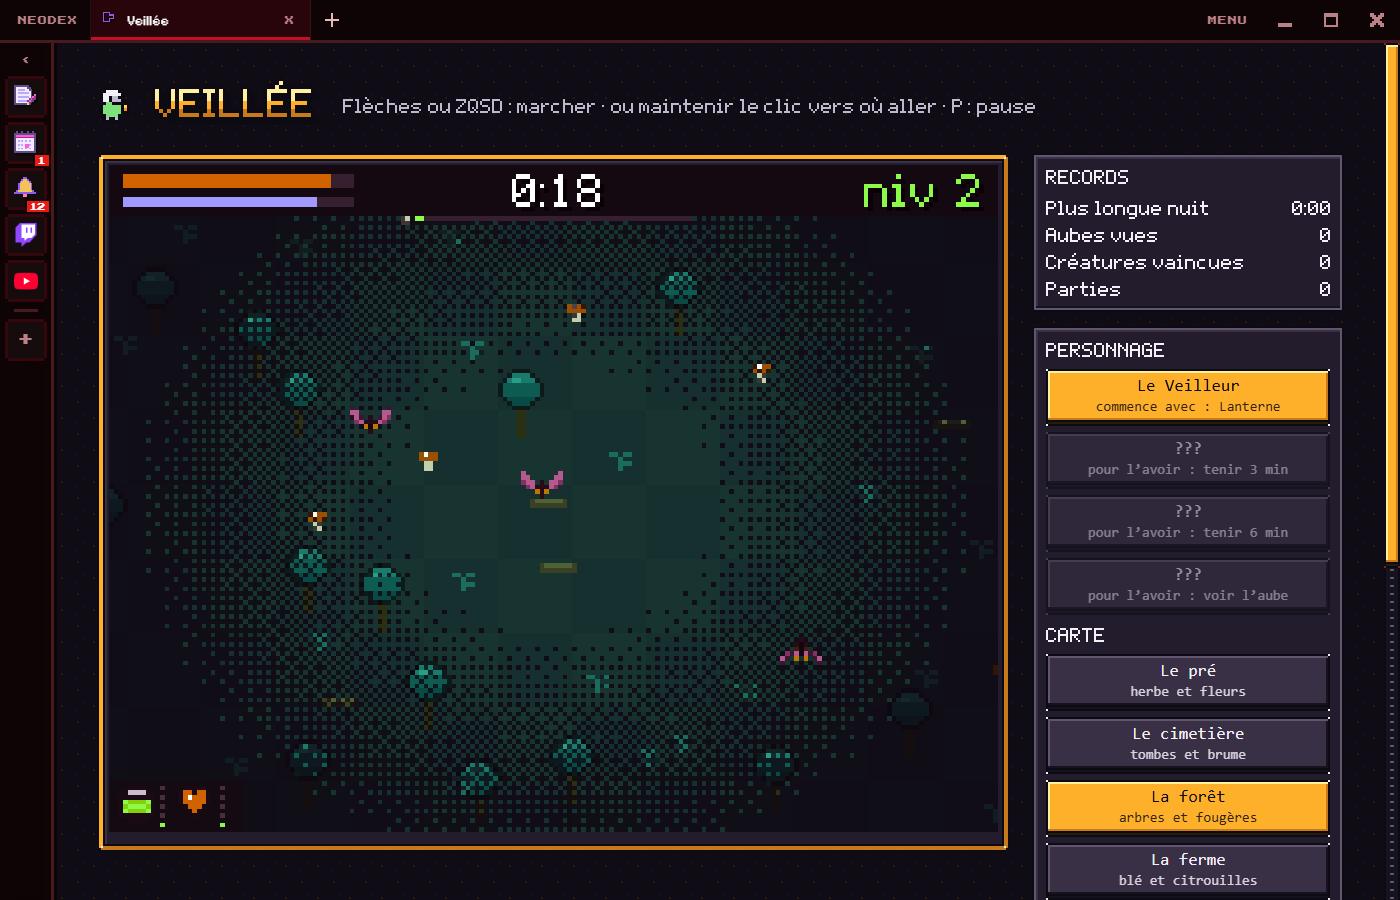 NEODEX
Veillée
MENU
VEILLÉE
Flèches ou ZQSD : marcher · ou maintenir le clic vers où aller · P : pause
0:18
niv 2
1
12
RECORDS
Plus longue nuit 0:00
Aubes vues 0
Créatures vaincues 0
Parties 0
PERSONNAGE
Le Veilleur
commence avec : Lanterne
???
pour l’avoir : tenir 3 min
???
pour l’avoir : tenir 6 min
???
pour l’avoir : voir l’aube
CARTE
Le pré
herbe et fleurs
Le cimetière
tombes et brume
La forêt
arbres et fougères
La ferme
blé et citrouilles